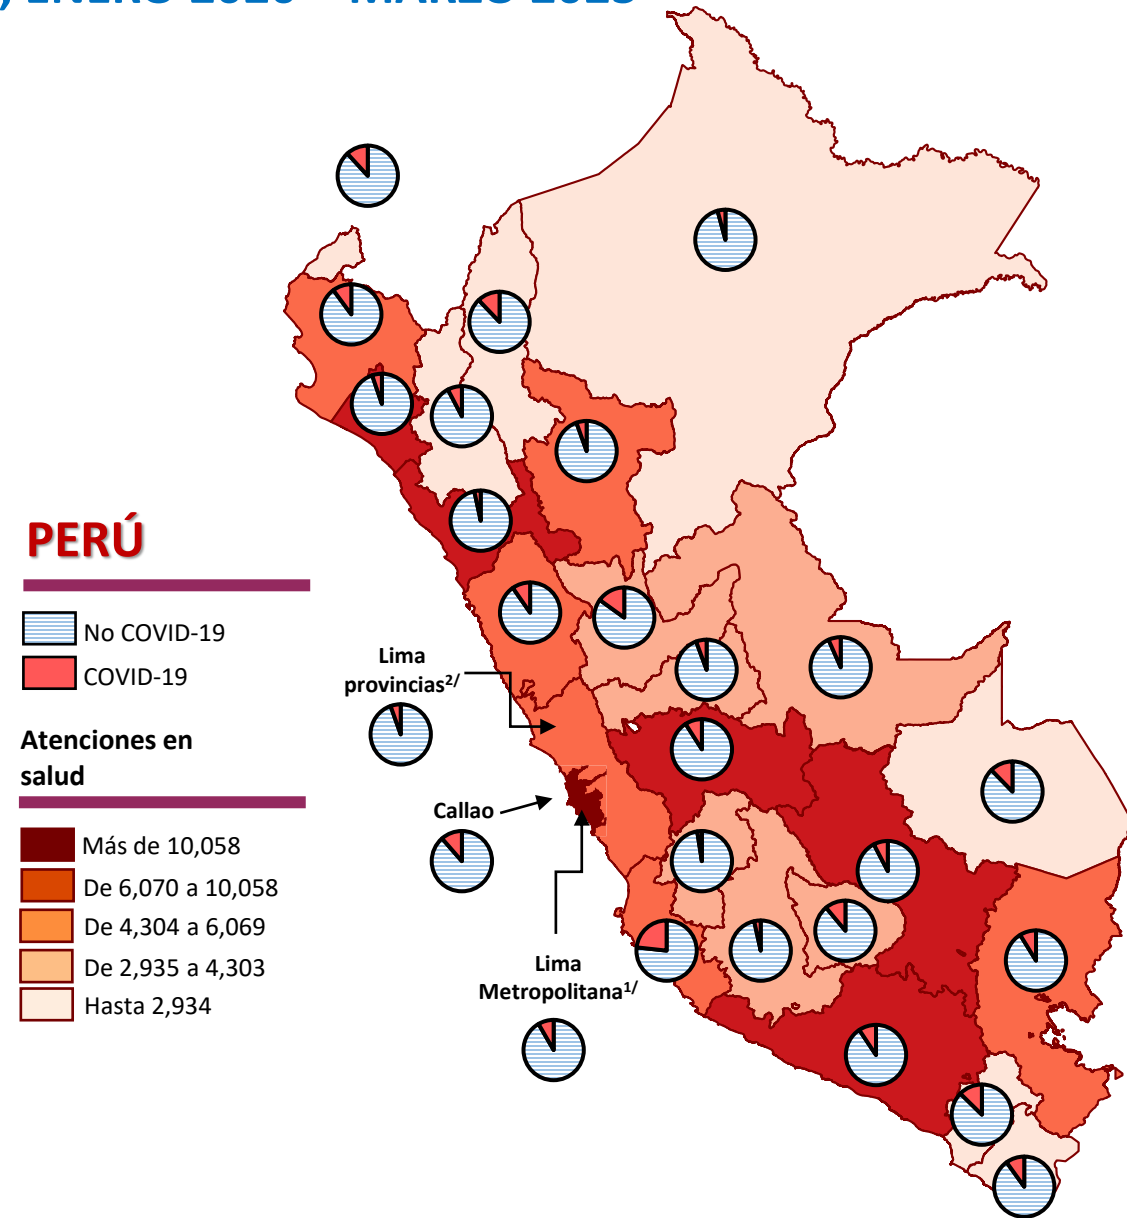 PERÚ
No COVID-19
COVID-19
Atenciones en
salud
Más de 10,058
De 6,070 a 10,058
De 4,304 a 6,069
De 2,935 a 4,303
Hasta 2,934
Lima
provincias2/
Callao
Lima
Metropolitana1/